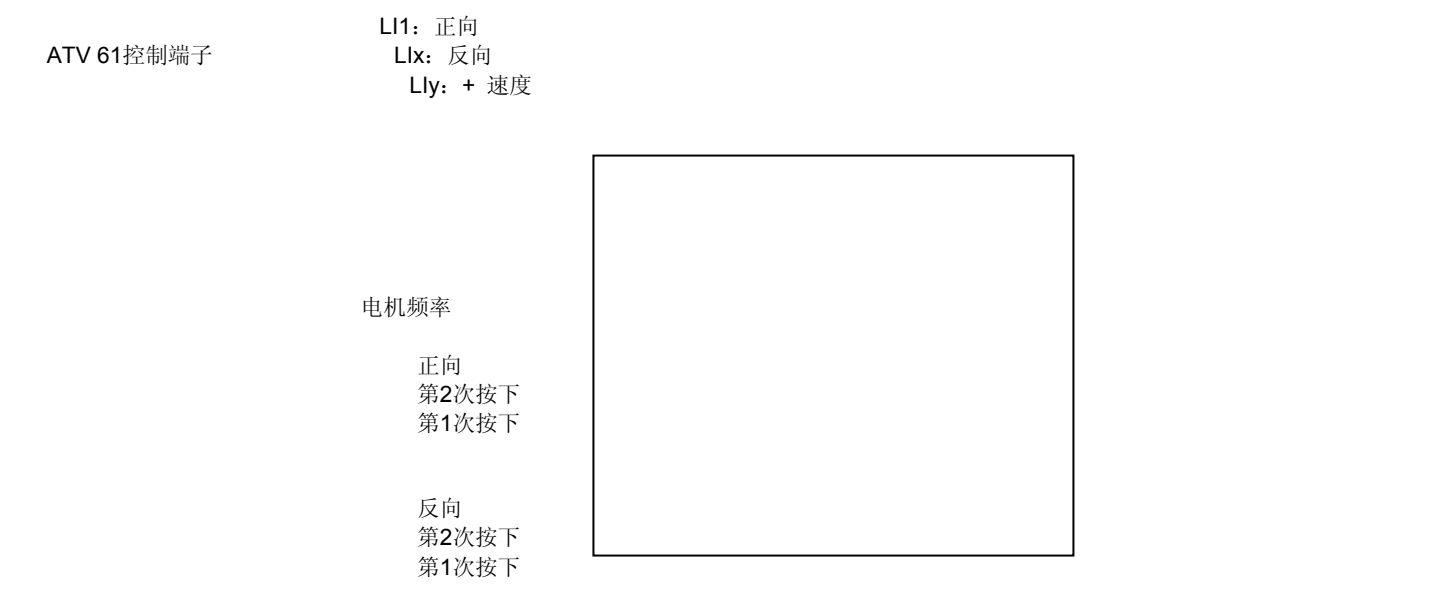 LI1：正向
ATV 61控制端子
LIx：反向
LIy：+ 速度
电机频率
正向
第2次按下
第1次按下
反向
第2次按下
第1次按下